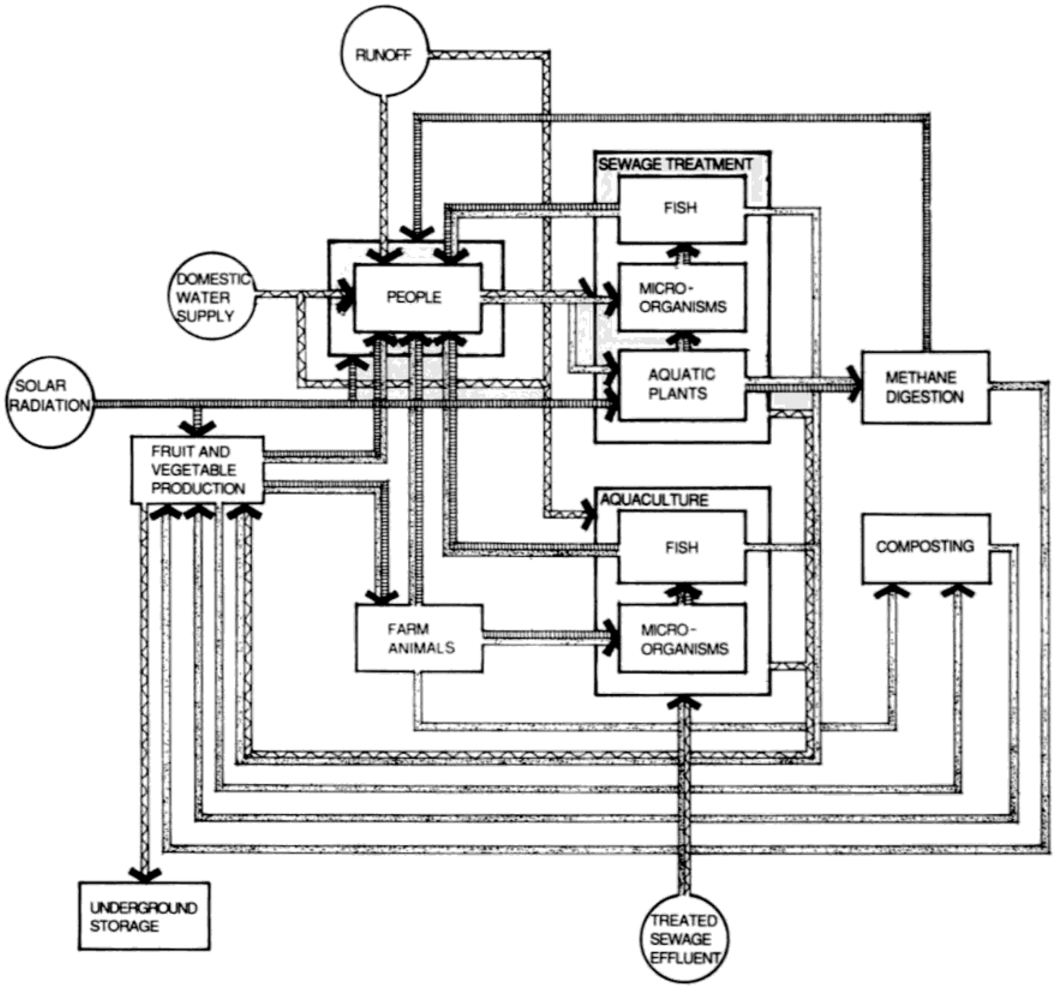 RUNOFF
SEWAGE TREATMENT
FISH
DOMESTIC
WATER
SUPPLY
PEOPLE
MICRO-
ORGANISMS
SOLAR
RADIATION
AQUATIC
PLANTS
METHANE
DIGESTION
FRUIT AND
VEGETABLE
PRODUCTION
AQUACULTURE
FISH
COMPOSTING
FARM
ANIMALS
MICRO-
ORGANISMS
UNDERGROUND
STORAGE
TREATED
SEWAGE
EFFLUENT